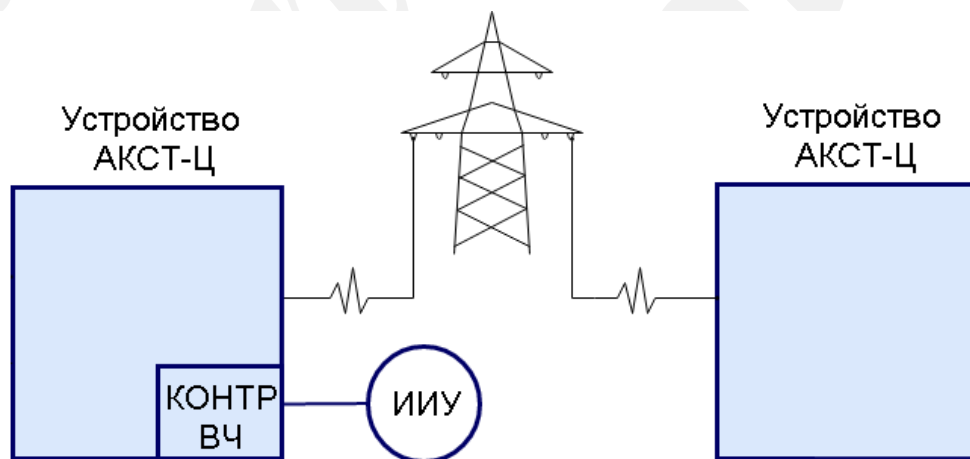 Устройство
АКСТ-Ц
Устройство
АКСТ-Ц
КОНТР
ВЧ
ИИУ